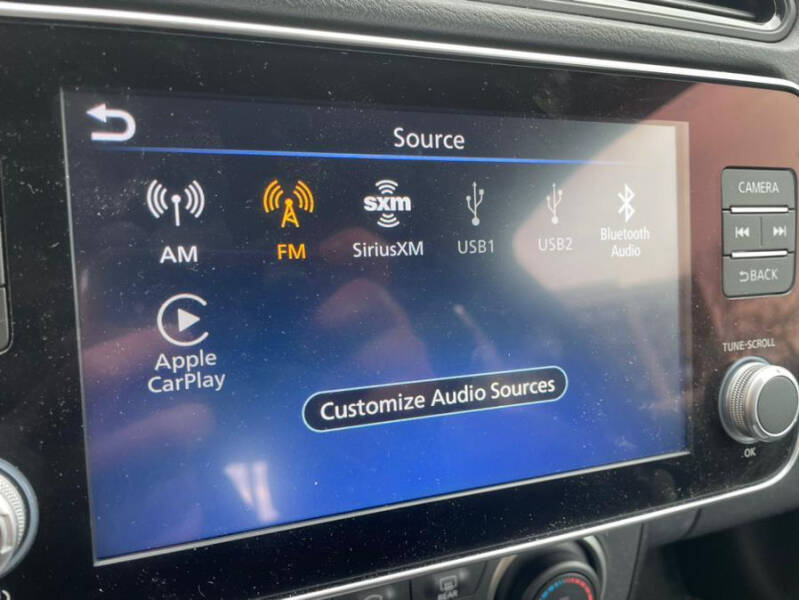 Source
sxm
AM
FM
SiriusXM
USB1
USB2
Bluetooth
Audio
Apple
CarPlay
Customize Audio Sources
CAMERA
BACK
TUNE·SCROLL
OK
REAR